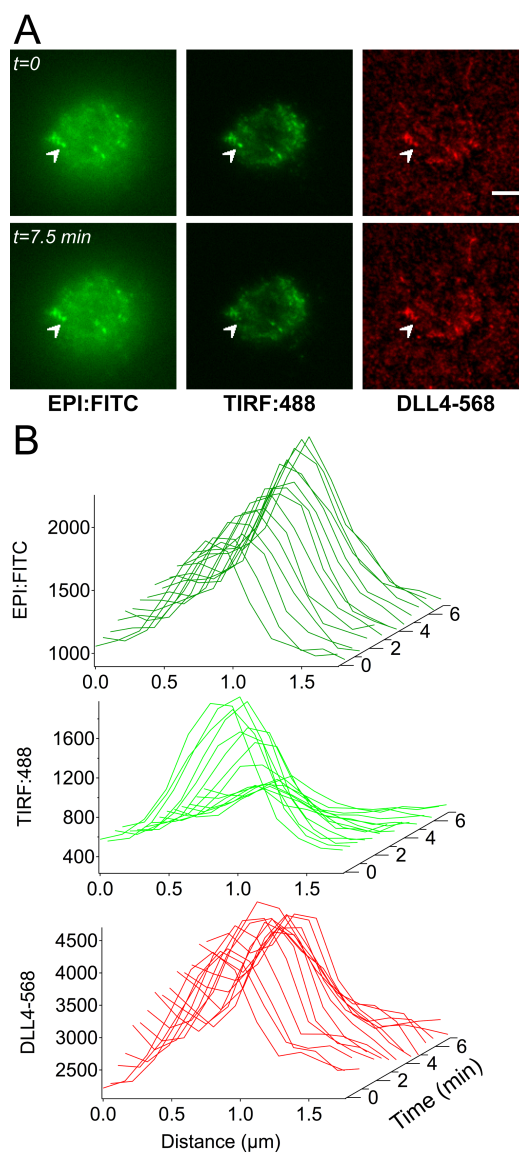 A
t=0
t=7.5 min
EPI:FITC TIRF:488 DLL4-568
B
EPI:FITC
2000
1500
1000
0.0 0.5 1.0 1.5
0 2 4 6
TIRF:488
1600
1200
800
400
0.0 0.5 1.0 1.5
0 2 4 6
DLL4-568
4500
4000
3500
3000
2500
0.0 0.5 1.0 1.5
0 2 4 6
Time (min)
Distance (µm)